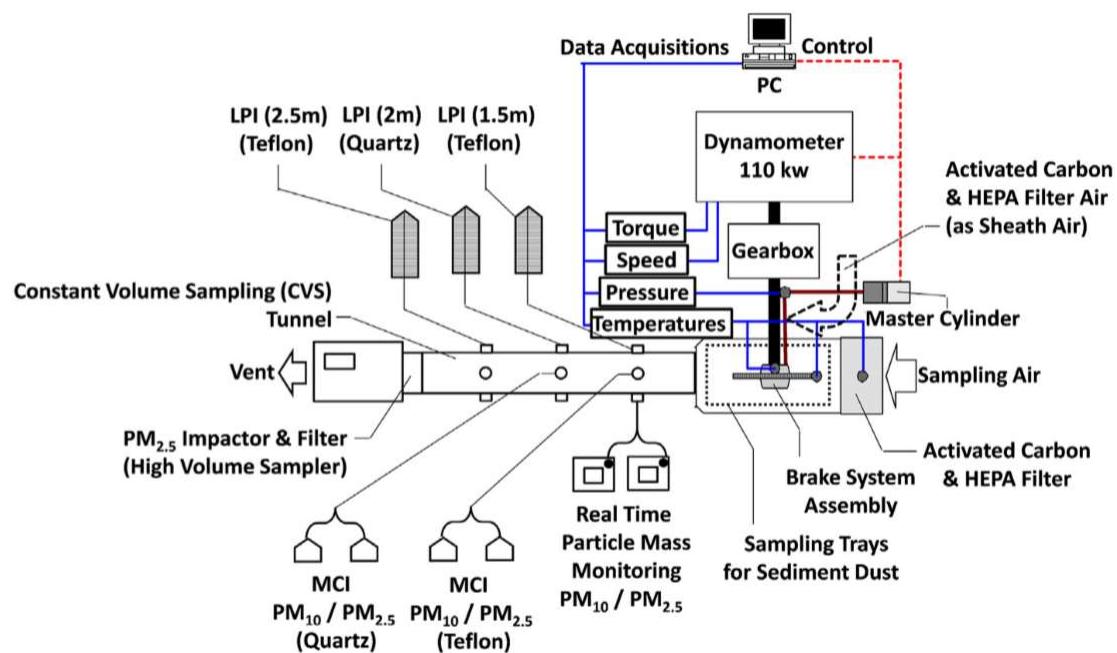 Data Acquisitions
Control
PC
LPI (2.5m)
(Teflon)
LPI (2m)
(Quartz)
LPI (1.5m)
(Teflon)
Dynamometer
110 kw
Activated Carbon
& HEPA Filter Air
(as Sheath Air)
Torque
Speed
Gearbox
Pressure
Temperatures
Master Cylinder
Constant Volume Sampling (CVS)
Tunnel
Vent
Sampling Air
PM2.5 Impactor & Filter
(High Volume Sampler)
Activated Carbon
& HEPA Filter
Brake System
Assembly
Real Time
Particle Mass
Monitoring
PM10 / PM2.5
Sampling Trays
for Sediment Dust
MCI
PM10 / PM2.5
(Quartz)
MCI
PM10 / PM2.5
(Teflon)